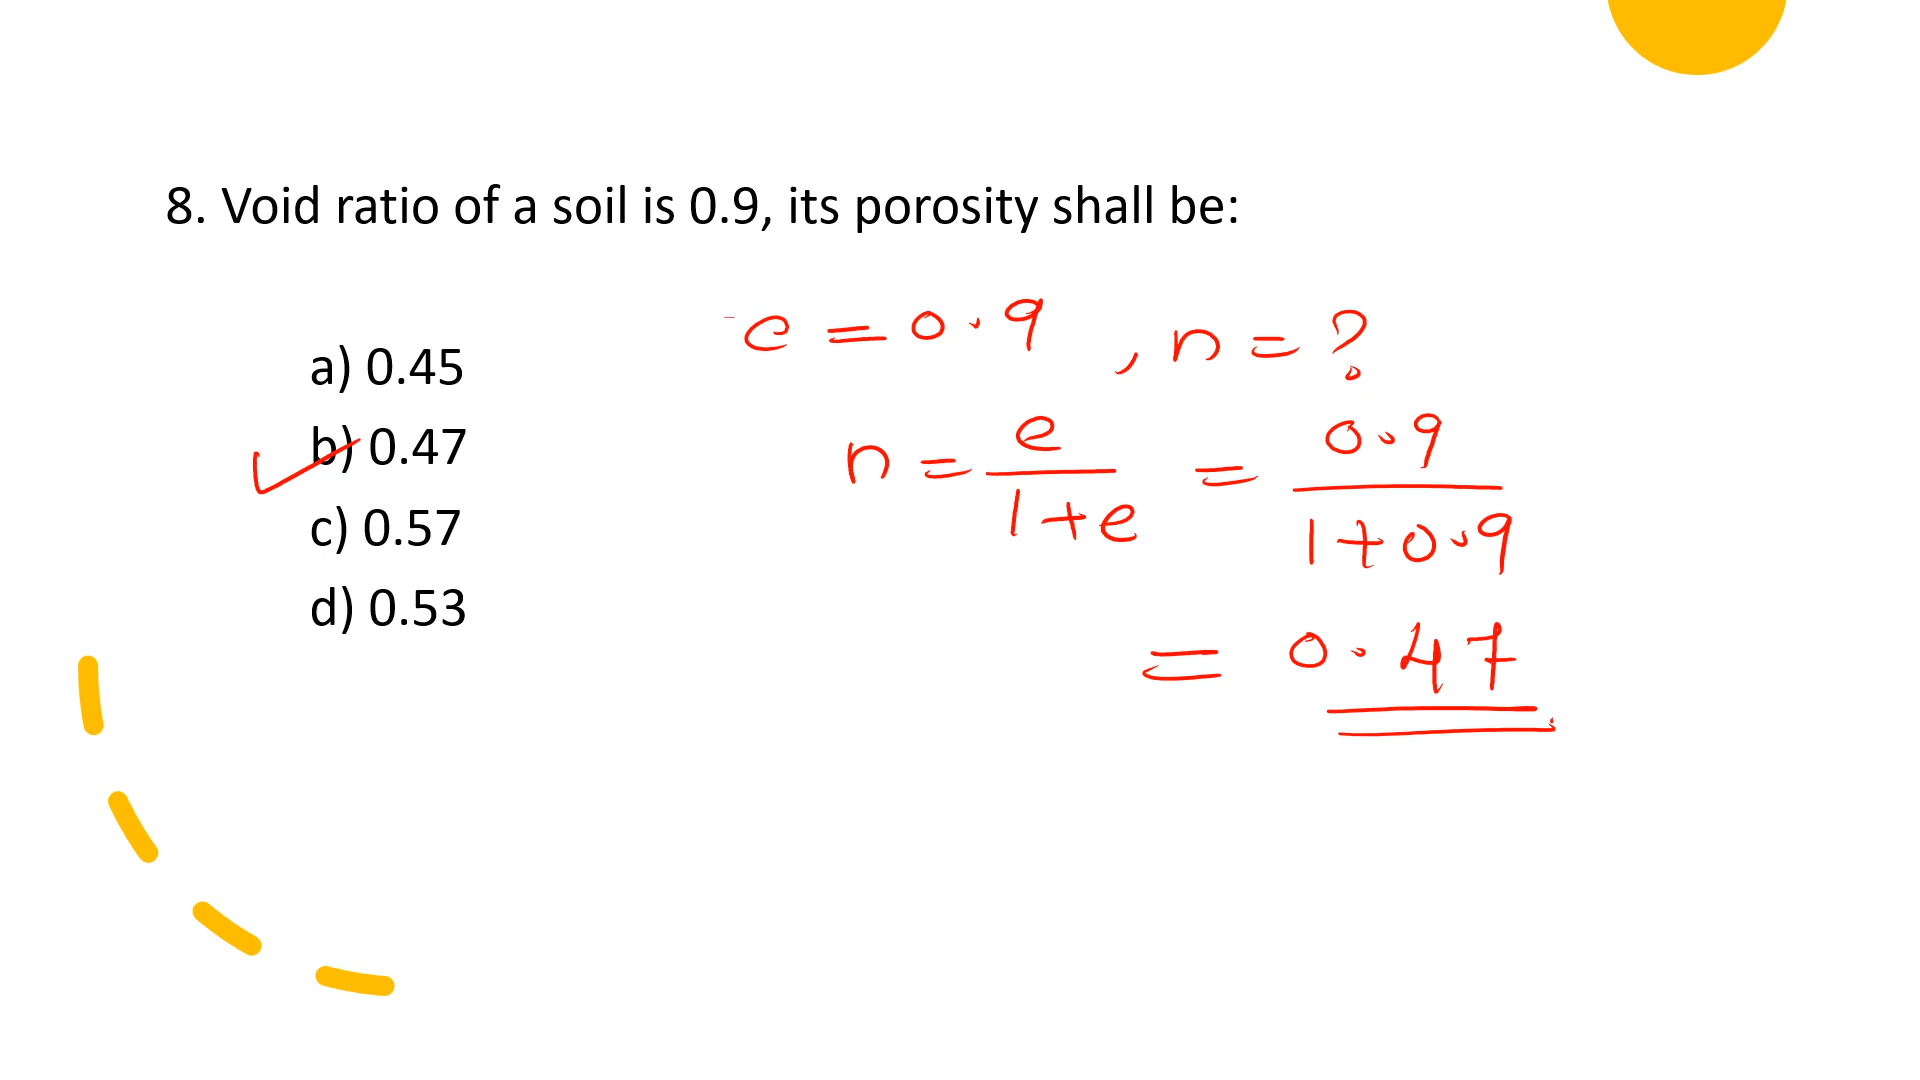 8. Void ratio of a soil is 0.9, its porosity shall be:
e = 0.9 , n = ?
a) 0.45
b) 0.47
c) 0.57
d) 0.53
n = e / 1+e = 0.9 / 1+0.9
= 0.47